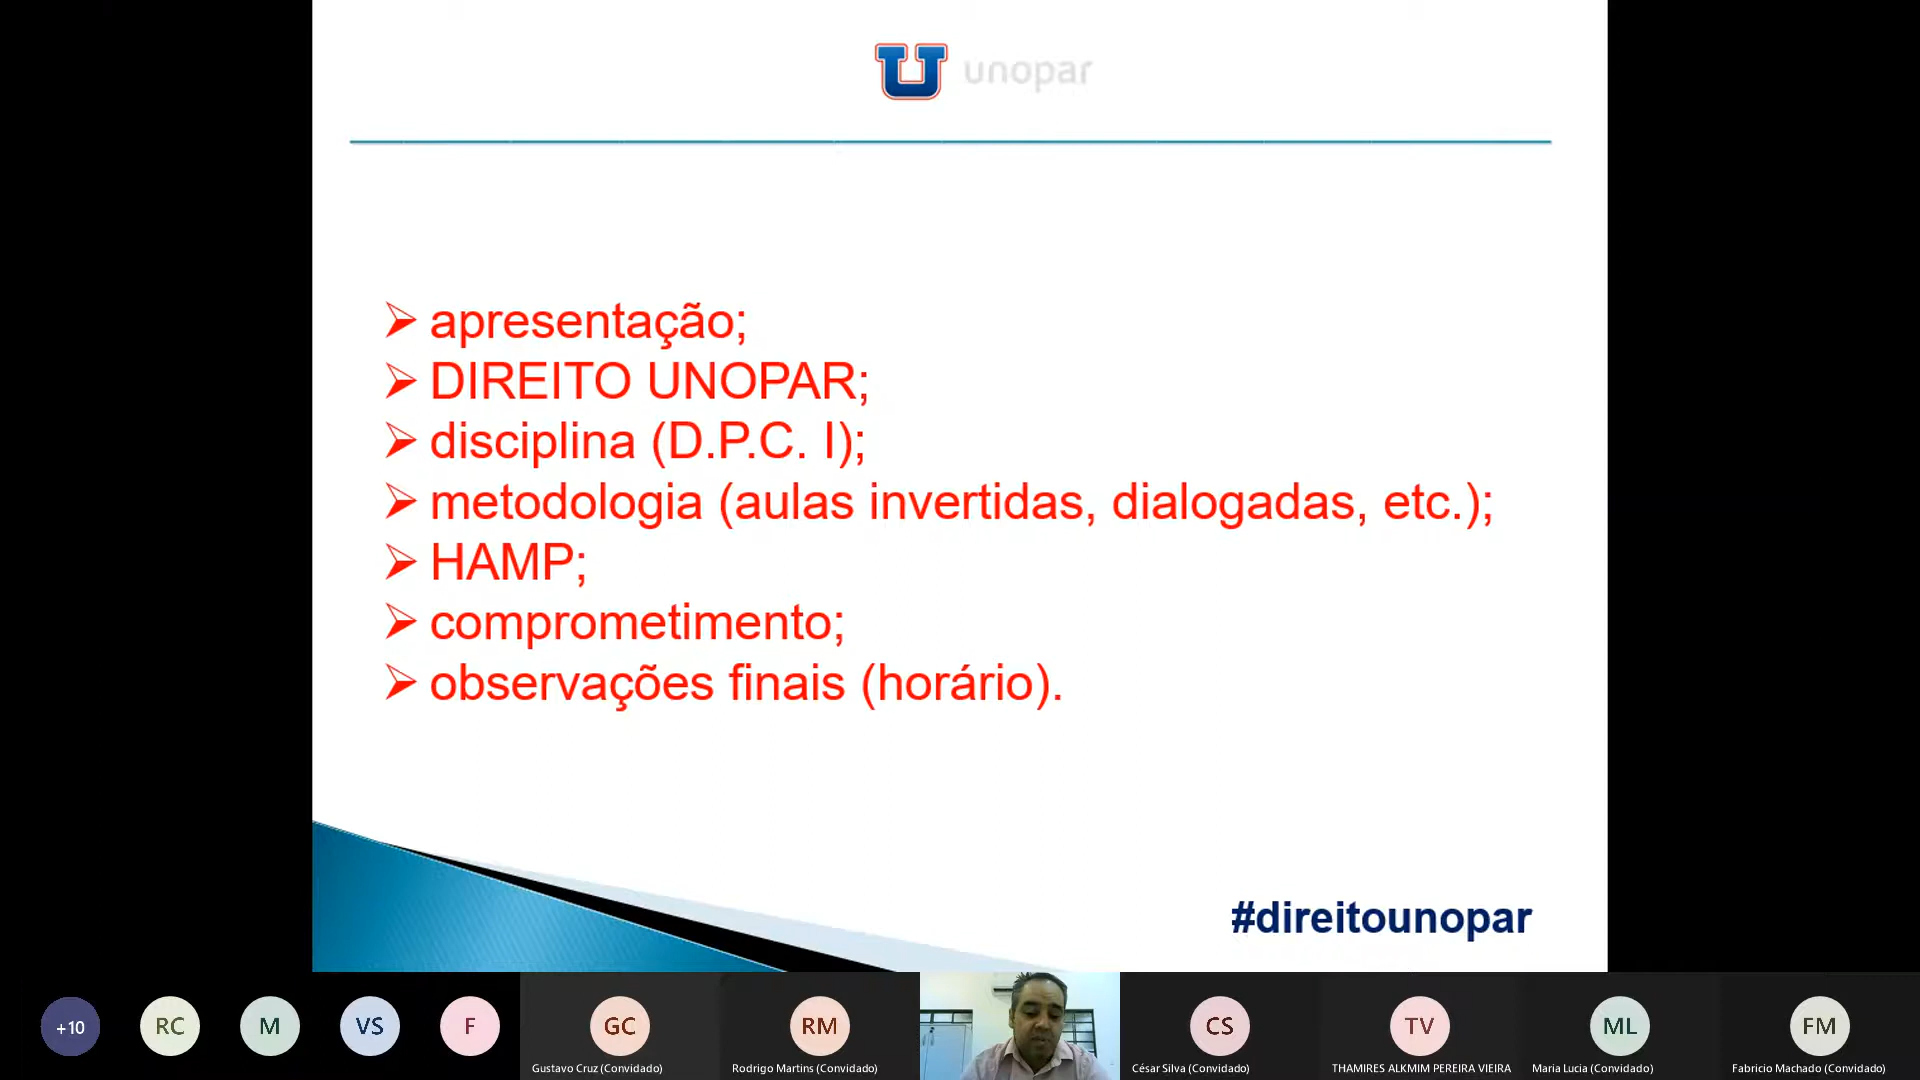 unopar
apresentação;
DIREITO UNOPAR;
disciplina (D.P.C. I);
metodologia (aulas invertidas, dialogadas, etc.);
HAMP;
comprometimento;
observações finais (horário).
#direitounopar
+10
RC
M
VS
F
GC
RM
CS
TV
ML
FM
Gustavo Cruz (Convidado)
Rodrigo Martins (Convidado)
César Silva (Convidado)
THAMIRES ALKMIM PEREIRA VIEIRA
Maria Lucia (Convidado)
Fabricio Machado (Convidado)